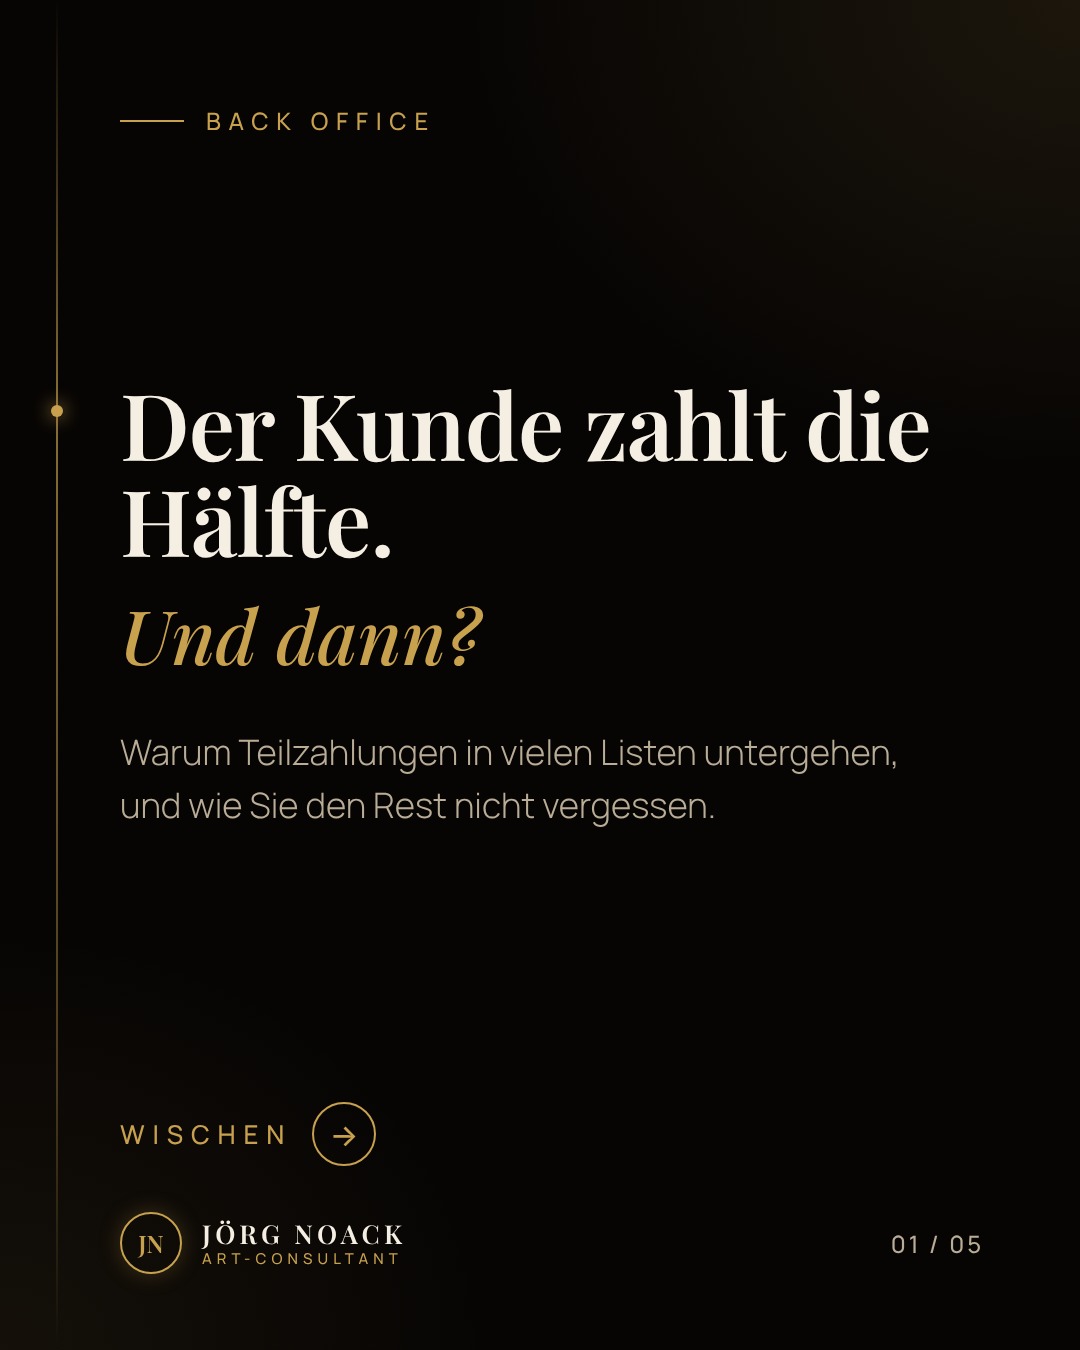 BACK OFFICE
Der Kunde zahlt die
Hälfte.
Und dann?
Warum Teilzahlungen in vielen Listen untergehen,
und wie Sie den Rest nicht vergessen.
WISCHEN →
JN
JÖRG NOACK
ART-CONSULTANT
01 / 05